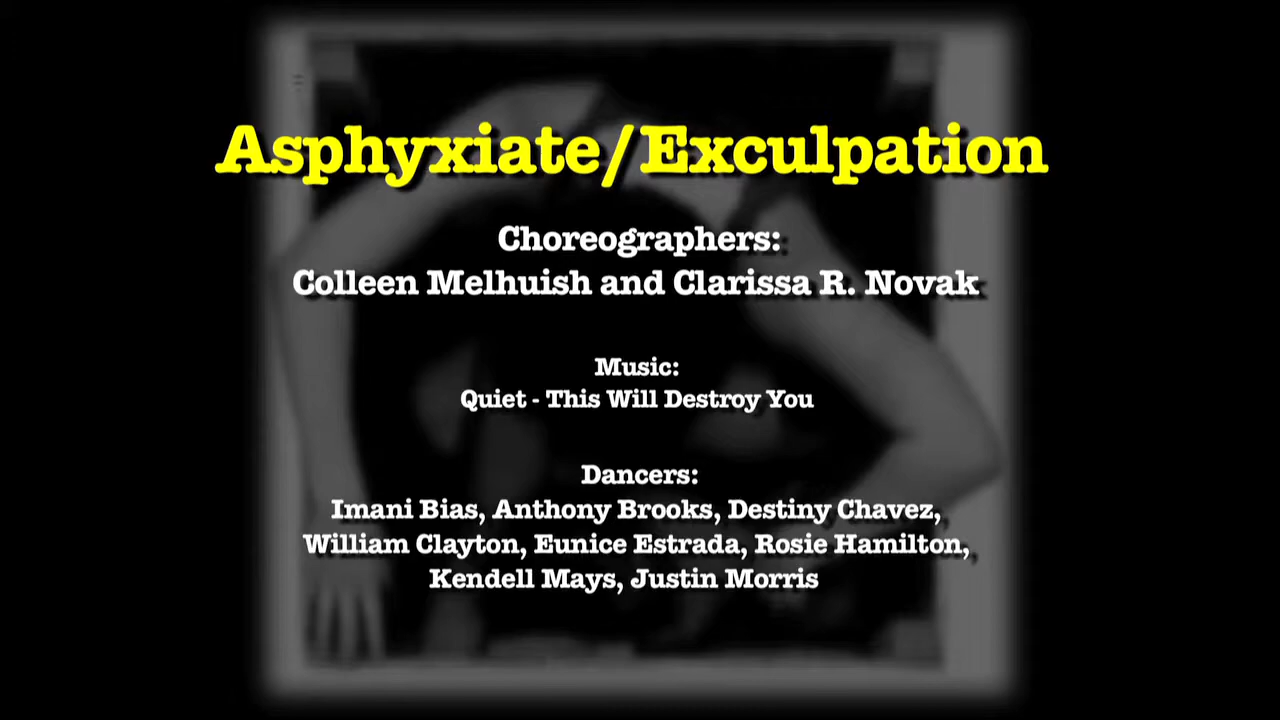 Asphyxiate/Exculpation
Choreographers:
Colleen Melhuish and Clarissa R. Novak
Music:
Quiet - This Will Destroy You
Dancers:
Imani Bias, Anthony Brooks, Destiny Chavez,
William Clayton, Eunice Estrada, Rosie Hamilton,
Kendell Mays, Justin Morris